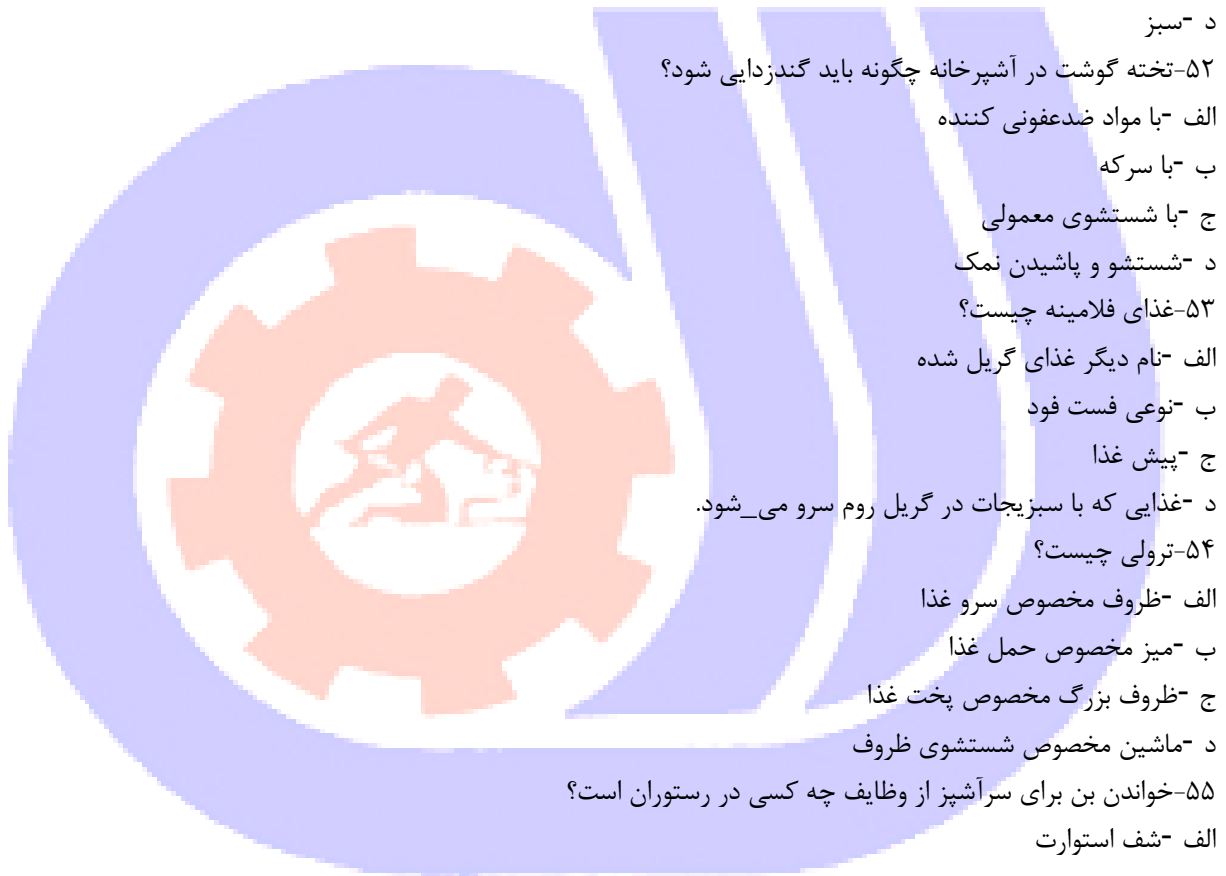 د -سبز
۵۲-تخته گوشت در آشپرخانه چگونه باید گندزدایی شود؟
الف -با مواد ضدعفونی کننده
ب -با سرکه
ج -با شستشوی معمولی
د -شستشو و پاشیدن نمک
۵۳-غذای فلامینه چیست؟
الف -نام دیگر غذای گریل شده
ب -نوعی فست فود
ج -پیش غذا
د -غذایی که با سبزیجات در گریل روم سرو می_شود.
۵۴-ترولی چیست؟
الف -ظروف مخصوص سرو غذا
ب -میز مخصوص حمل غذا
ج -ظروف بزرگ مخصوص پخت غذا
د -ماشین مخصوص شستشوی ظروف
۵۵-خواندن بن برای سرآشپز از وظایف چه کسی در رستوران است؟
الف -شف استوارت